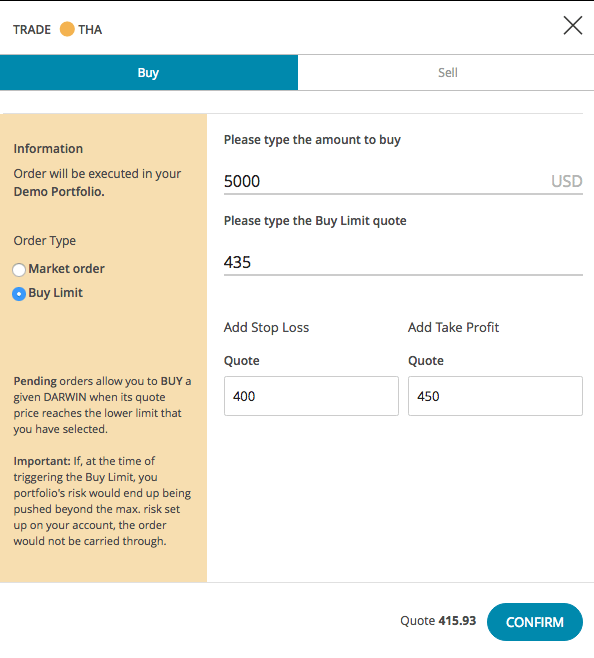 TRADE THA
Buy
Sell
Information
Order will be executed in your
Demo Portfolio.
Order Type
Market order
Buy Limit
Pending orders allow you to BUY a
given DARWIN when its quote
price reaches the lower limit that
you have selected.
Important: If, at the time of
triggering the Buy Limit, you
portfolio's risk would end up being
pushed beyond the max. risk set
up on your account, the order
would not be carried through.
Please type the amount to buy
5000 USD
Please type the Buy Limit quote
435
Add Stop Loss
Add Take Profit
Quote
Quote
400
450
Quote 415.93
CONFIRM